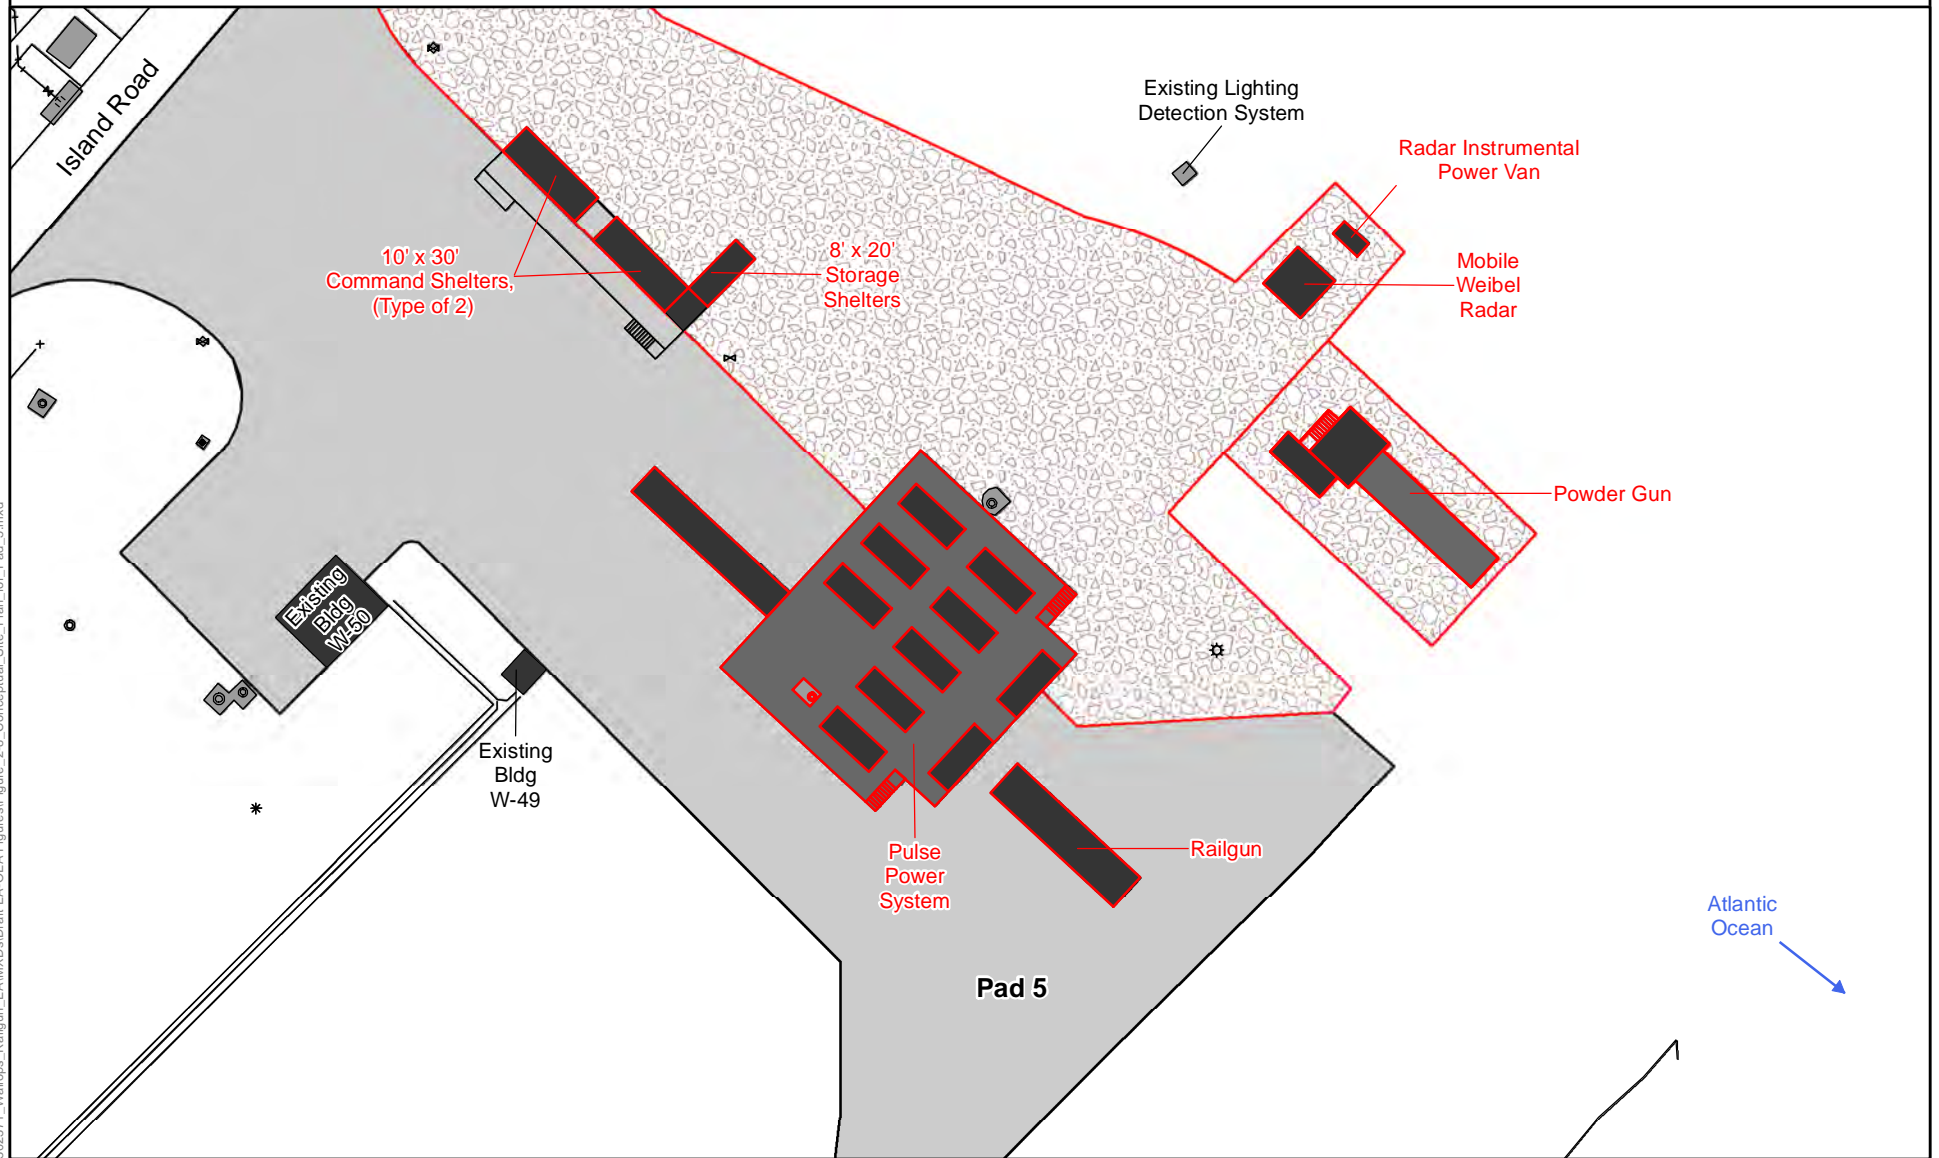 Island Road
Existing Lighting
Detection System
Radar Instrumental
Power Van
10' x 30'
Command Shelters,
(Type of 2)
8' x 20'
Storage
Shelters
Mobile
Weibel
Radar
Powder Gun
Existing
Bldg
W-50
Existing
Bldg
W-49
Pulse
Power
System
Railgun
Atlantic
Ocean
Pad 5